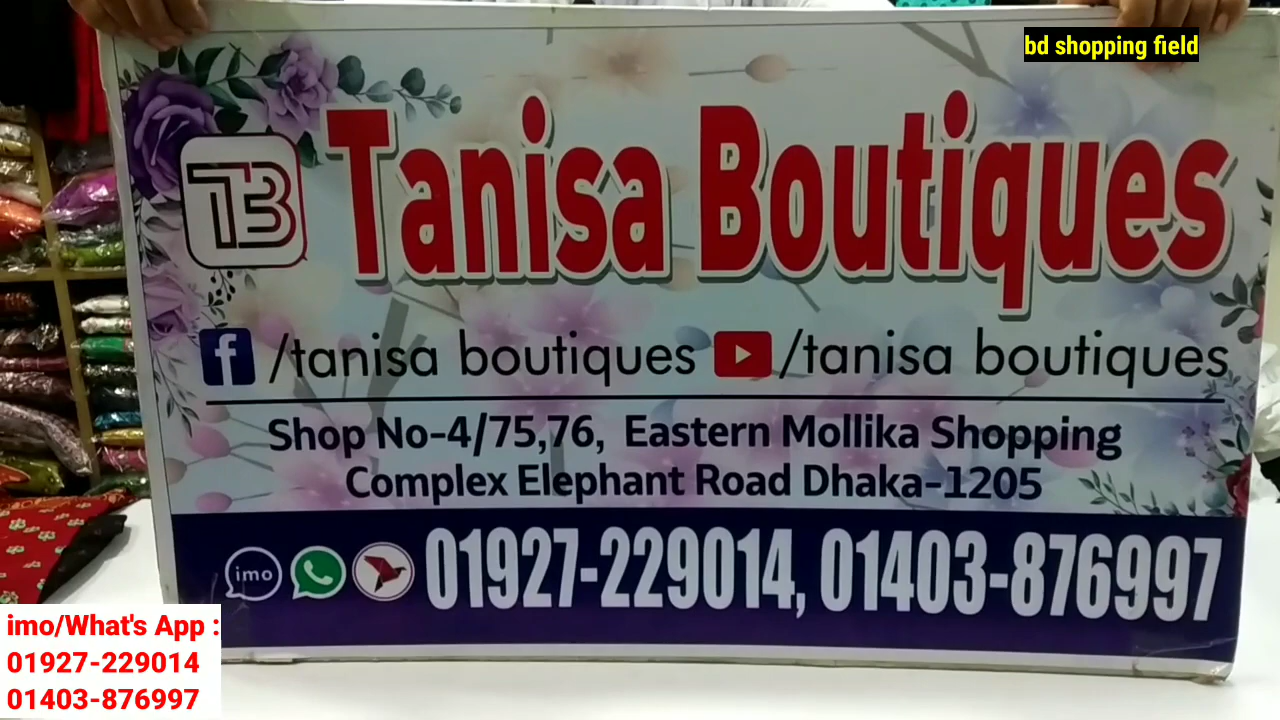 bd shopping field
TB
Tanisa Boutiques
f /tanisa boutiques /tanisa boutiques
Shop No-4/75,76, Eastern Mollika Shopping
Complex Elephant Road Dhaka-1205
imo 01927-229014, 01403-876997
imo/What's App :
01927-229014
01403-876997